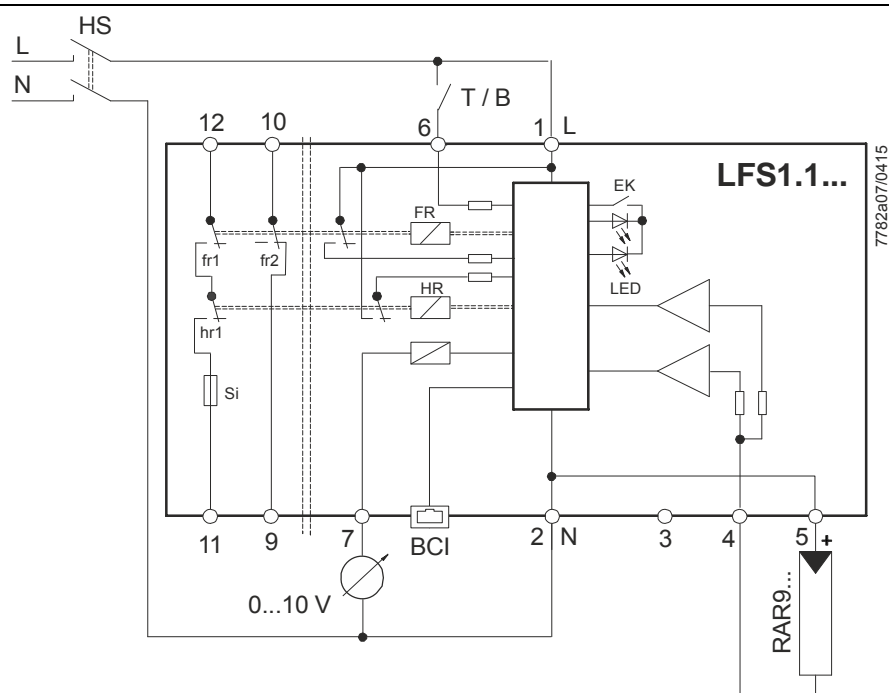 HS
L
N
T / B
12
10
6
1
L
LFS1.1...
7782a07/0415
EK
FR
fr1
fr2
LED
HR
hr1
Si
11
9
7
BCI
2
N
3
4
5
+
0...10 V
RAR9...